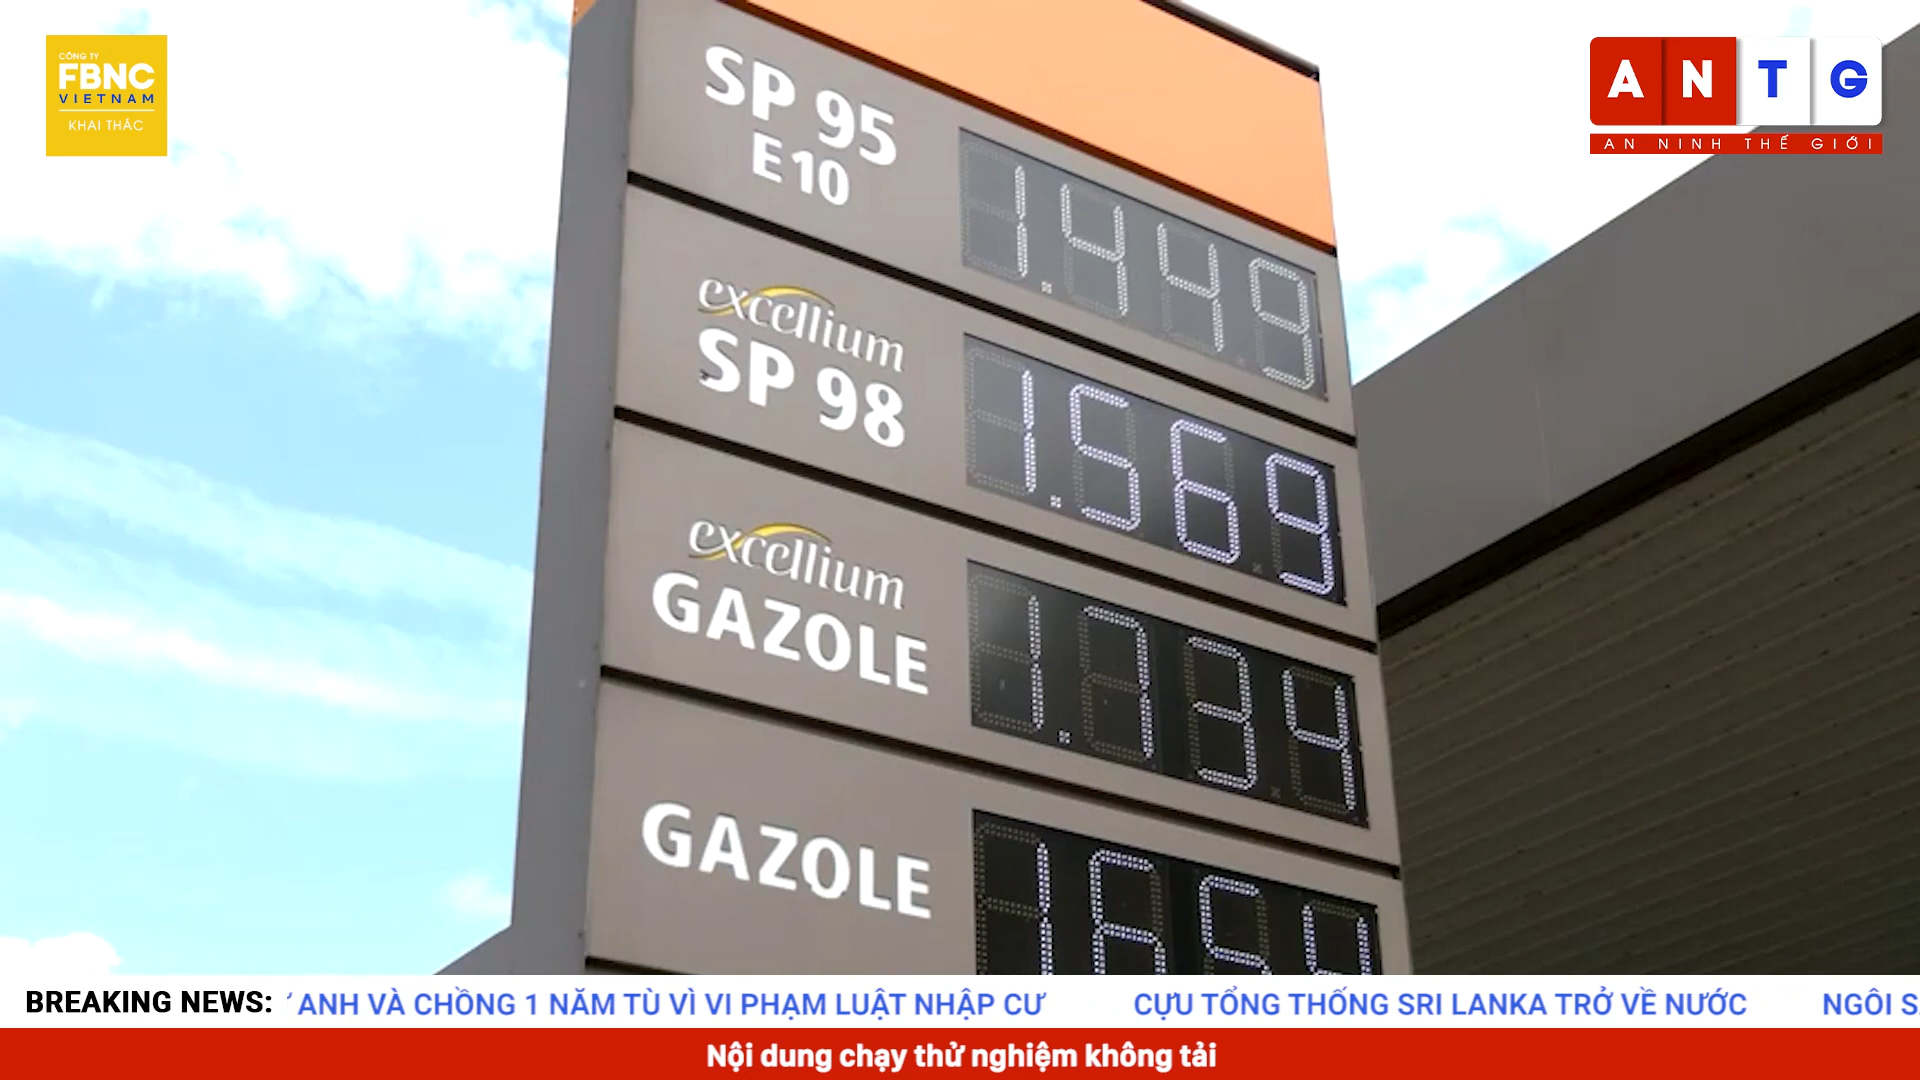 CÔNG TY
FBNC
VIETNAM
KHAI THÁC
ANTG
AN NINH THẾ GIỚI
SP 95
E10
1.449
excellium
SP 98
1.569
excellium
GAZOLE
1.734
GAZOLE
BREAKING NEWS: ANH VÀ CHỒNG 1 NĂM TÙ VÌ VI PHẠM LUẬT NHẬP CƯ CỰU TỔNG THỐNG SRI LANKA TRỞ VỀ NƯỚC NGÔI
Nội dung chạy thử nghiệm không tải